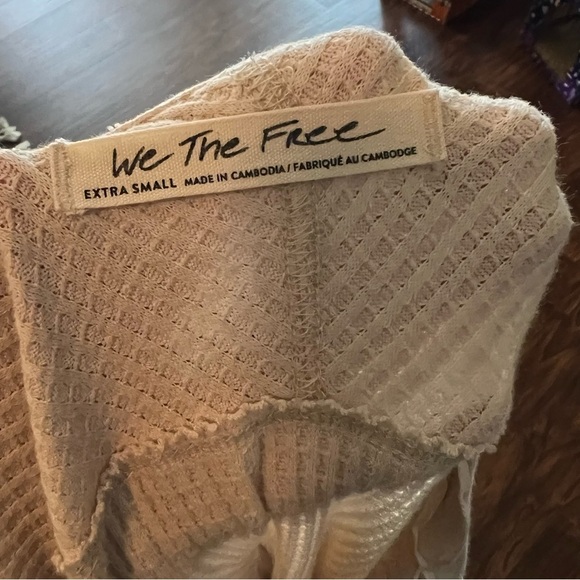 We The Free
EXTRA SMALL MADE IN CAMBODIA / FABRIQUÉ AU CAMBODGE